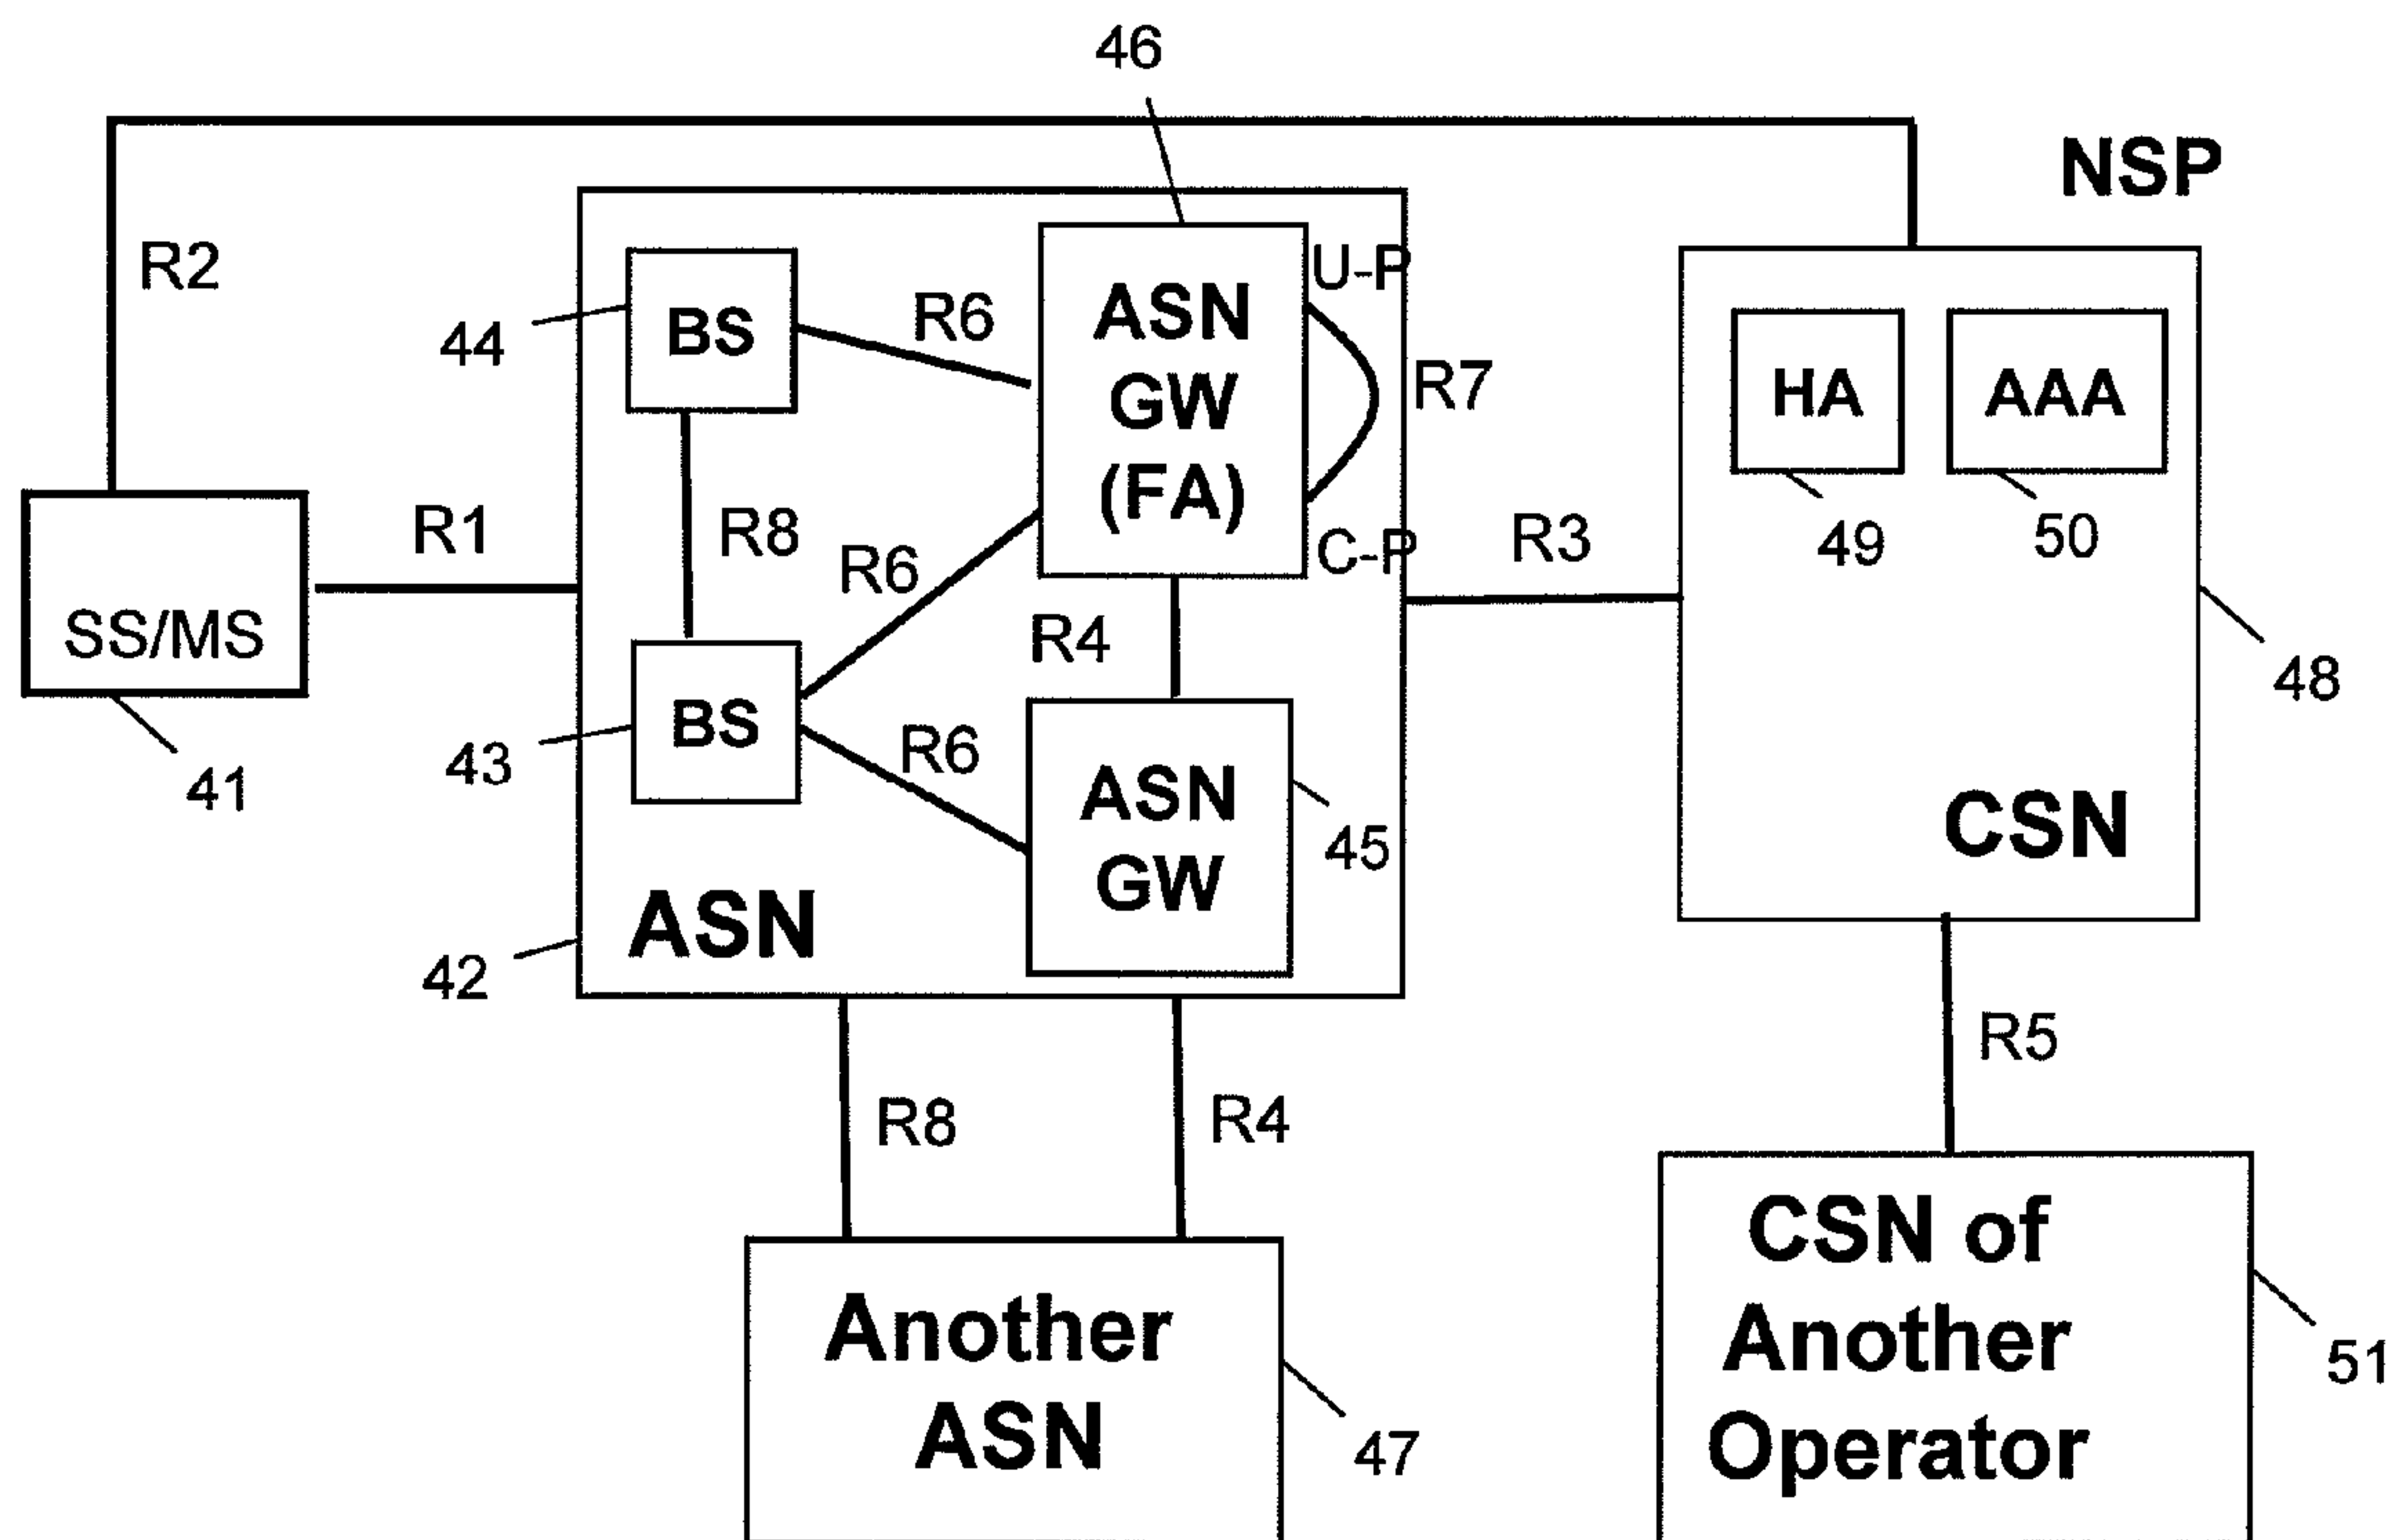 46
NSP
R2
U-P
44
BS
R6
ASN
GW
(FA)
R7
HA
AAA
R1
R8
R6
C-P
R3
49
50
SS/MS
R4
48
41
43
BS
R6
ASN
GW
45
CSN
ASN
42
R8
R4
R5
Another
ASN
47
CSN of
Another
Operator
51